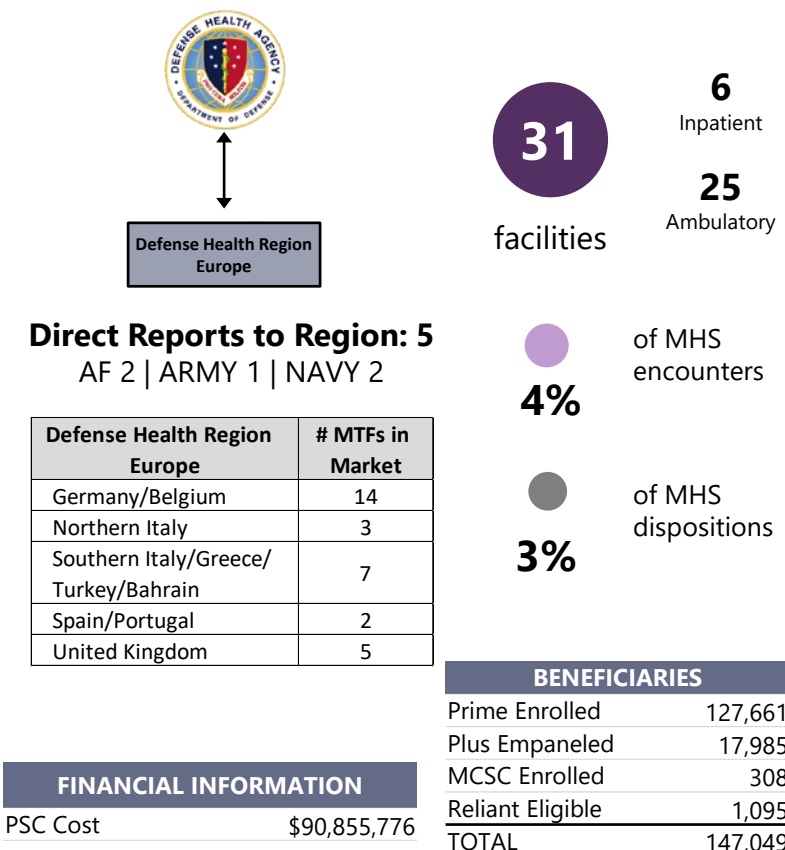 DEFENSE HEALTH AGENCY
DEPARTMENT OF DEFENSE
Defense Health Region
Europe
Direct Reports to Region: 5
AF 2 | ARMY 1 | NAVY 2
Defense Health Region Europe # MTFs in Market
Germany/Belgium 14
Northern Italy 3
Southern Italy/Greece/
Turkey/Bahrain 7
Spain/Portugal 2
United Kingdom 5
FINANCIAL INFORMATION
PSC Cost $90,855,776
31
facilities
6
Inpatient
25
Ambulatory
4%
of MHS
encounters
3%
of MHS
dispositions
BENEFICIARIES
Prime Enrolled 127,661
Plus Empaneled 17,985
MCSC Enrolled 308
Reliant Eligible 1,095
TOTAL 147,049